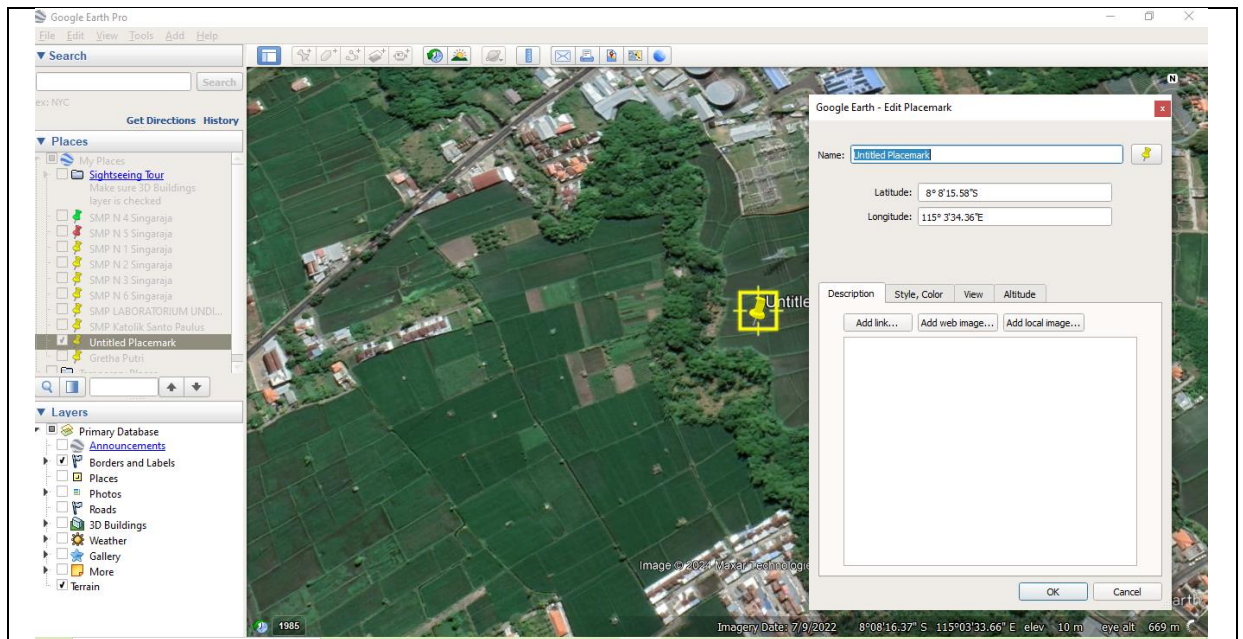 Google Earth Pro
File Edit View Tools Add Help
Search
Search
ex: NYC
Get Directions History
Places
My Places
Sightseeing Tour
Make sure 3D Buildings
layer is checked
SMP N 4 Singaraja
SMP N 5 Singaraja
SMP N 1 Singaraja
SMP N 2 Singaraja
SMP N 3 Singaraja
SMP N 6 Singaraja
SMP LABORATORIUM UNDI...
SMP Katolik Santo Paulus
Untitled Placemark
Gretha Putri
Layers
Primary Database
Announcements
Borders and Labels
Places
Photos
Roads
3D Buildings
Weather
Gallery
More
Terrain
N
Untitle
Google Earth - Edit Placemark
x
Name: Untitled Placemark
Latitude: 8° 8'15.58"S
Longitude: 115° 3'34.36"E
Description Style, Color View Altitude
Add link... Add web image... Add local image...
OK Cancel
Image © 2024 Maxar Technologie
earth
1985
Imagery Date: 7/9/2022 8°08'16.37" S 115°03'33.66" E elev 10 m eye alt 669 m